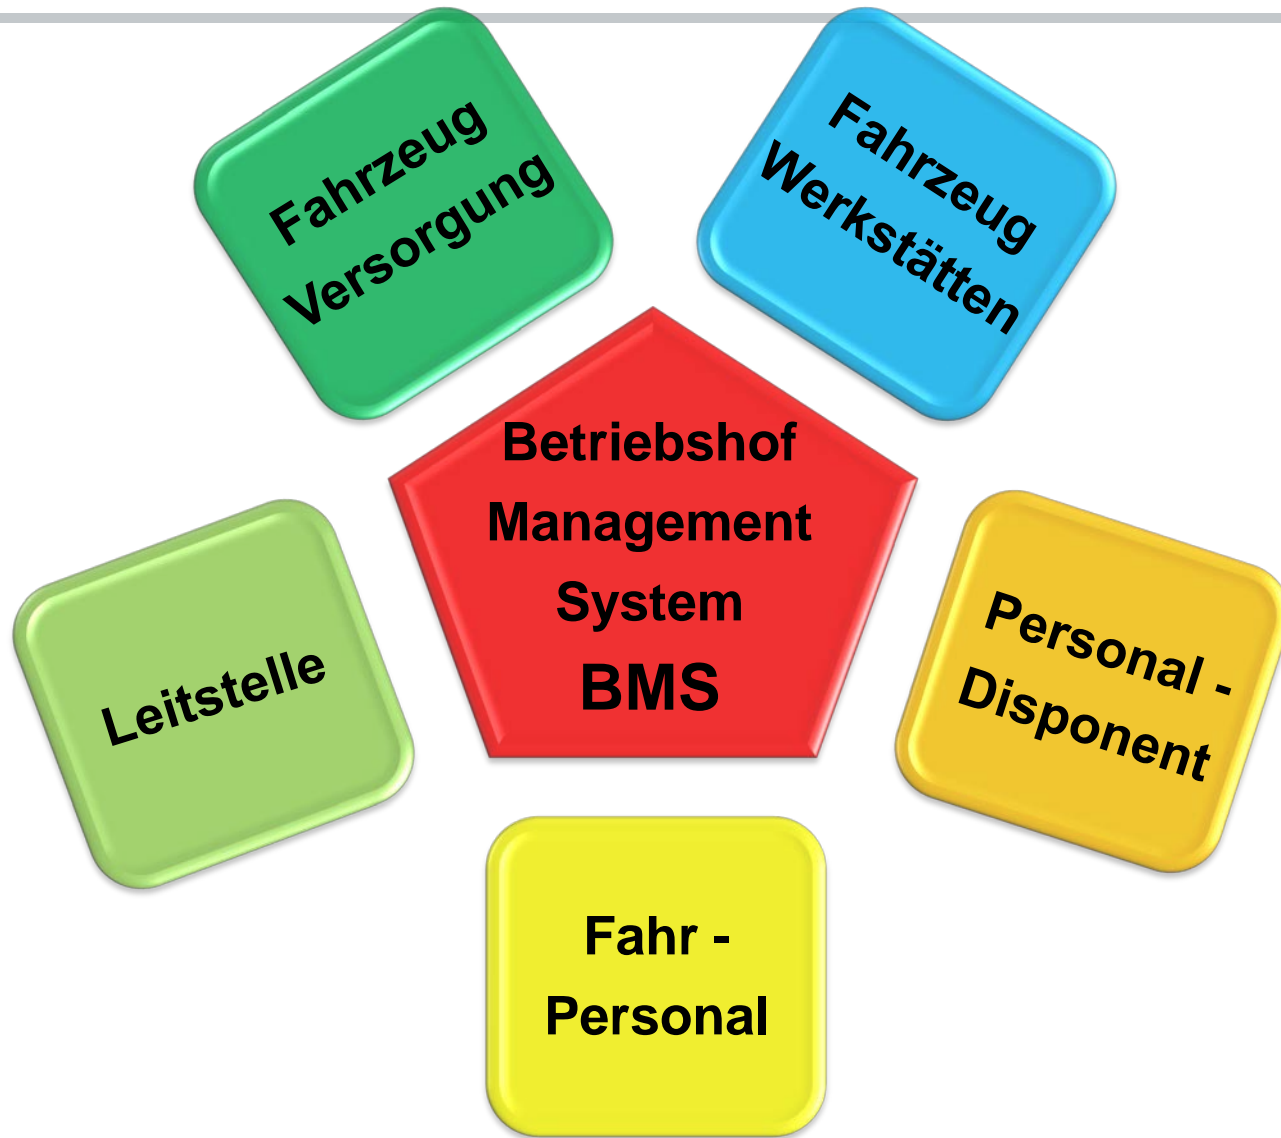 Fahrzeug
Versorgung
Fahrzeug
Werkstätten
Betriebshof
Management
System
BMS
Leitstelle
Personal -
Disponent
Fahr -
Personal